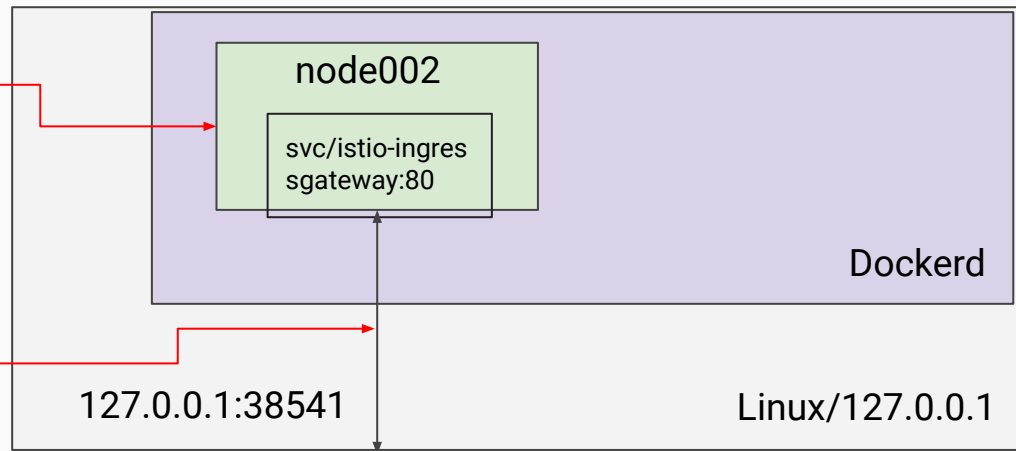 node002
svc/istio-ingres
sgateway:80
Dockerd
127.0.0.1:38541
Linux/127.0.0.1